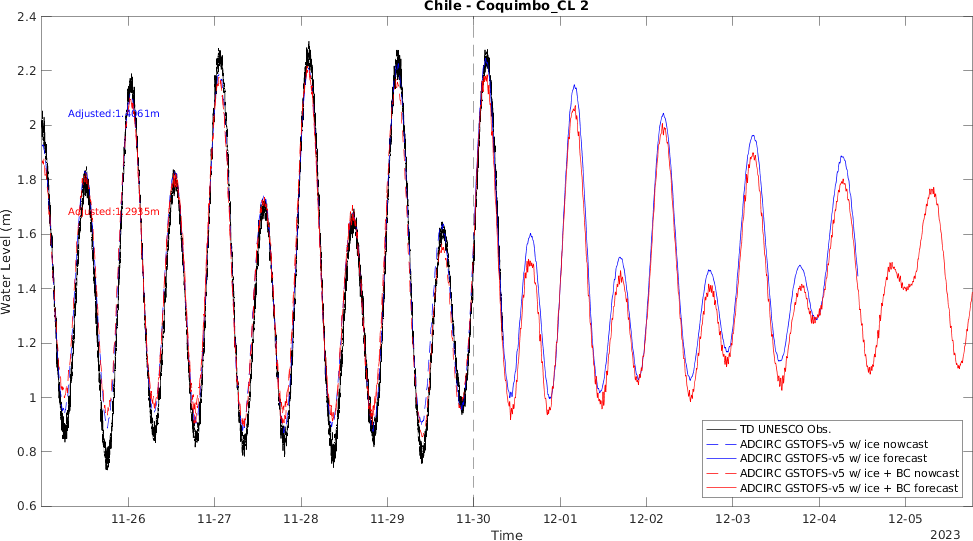 Chile - Coquimbo_CL 2
2.4
2.2
2
1.8
1.6
1.4
1.2
1
0.8
0.6
Water Level (m)
Adjusted:1.4061m
Adjusted:1.2935m
TD UNESCO Obs.
ADCIRC GSTOFS-v5 w/ ice nowcast
ADCIRC GSTOFS-v5 w/ ice forecast
ADCIRC GSTOFS-v5 w/ ice + BC nowcast
ADCIRC GSTOFS-v5 w/ ice + BC forecast
11-26 11-27 11-28 11-29 11-30 12-01 12-02 12-03 12-04 12-05
Time
2023